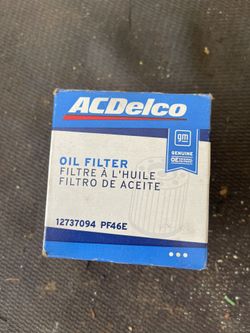 ACDelco
gm
GENUINE
OE
OIL FILTER
FILTRE À L'HUILE
FILTRO DE ACEITE
12737094 PF46E